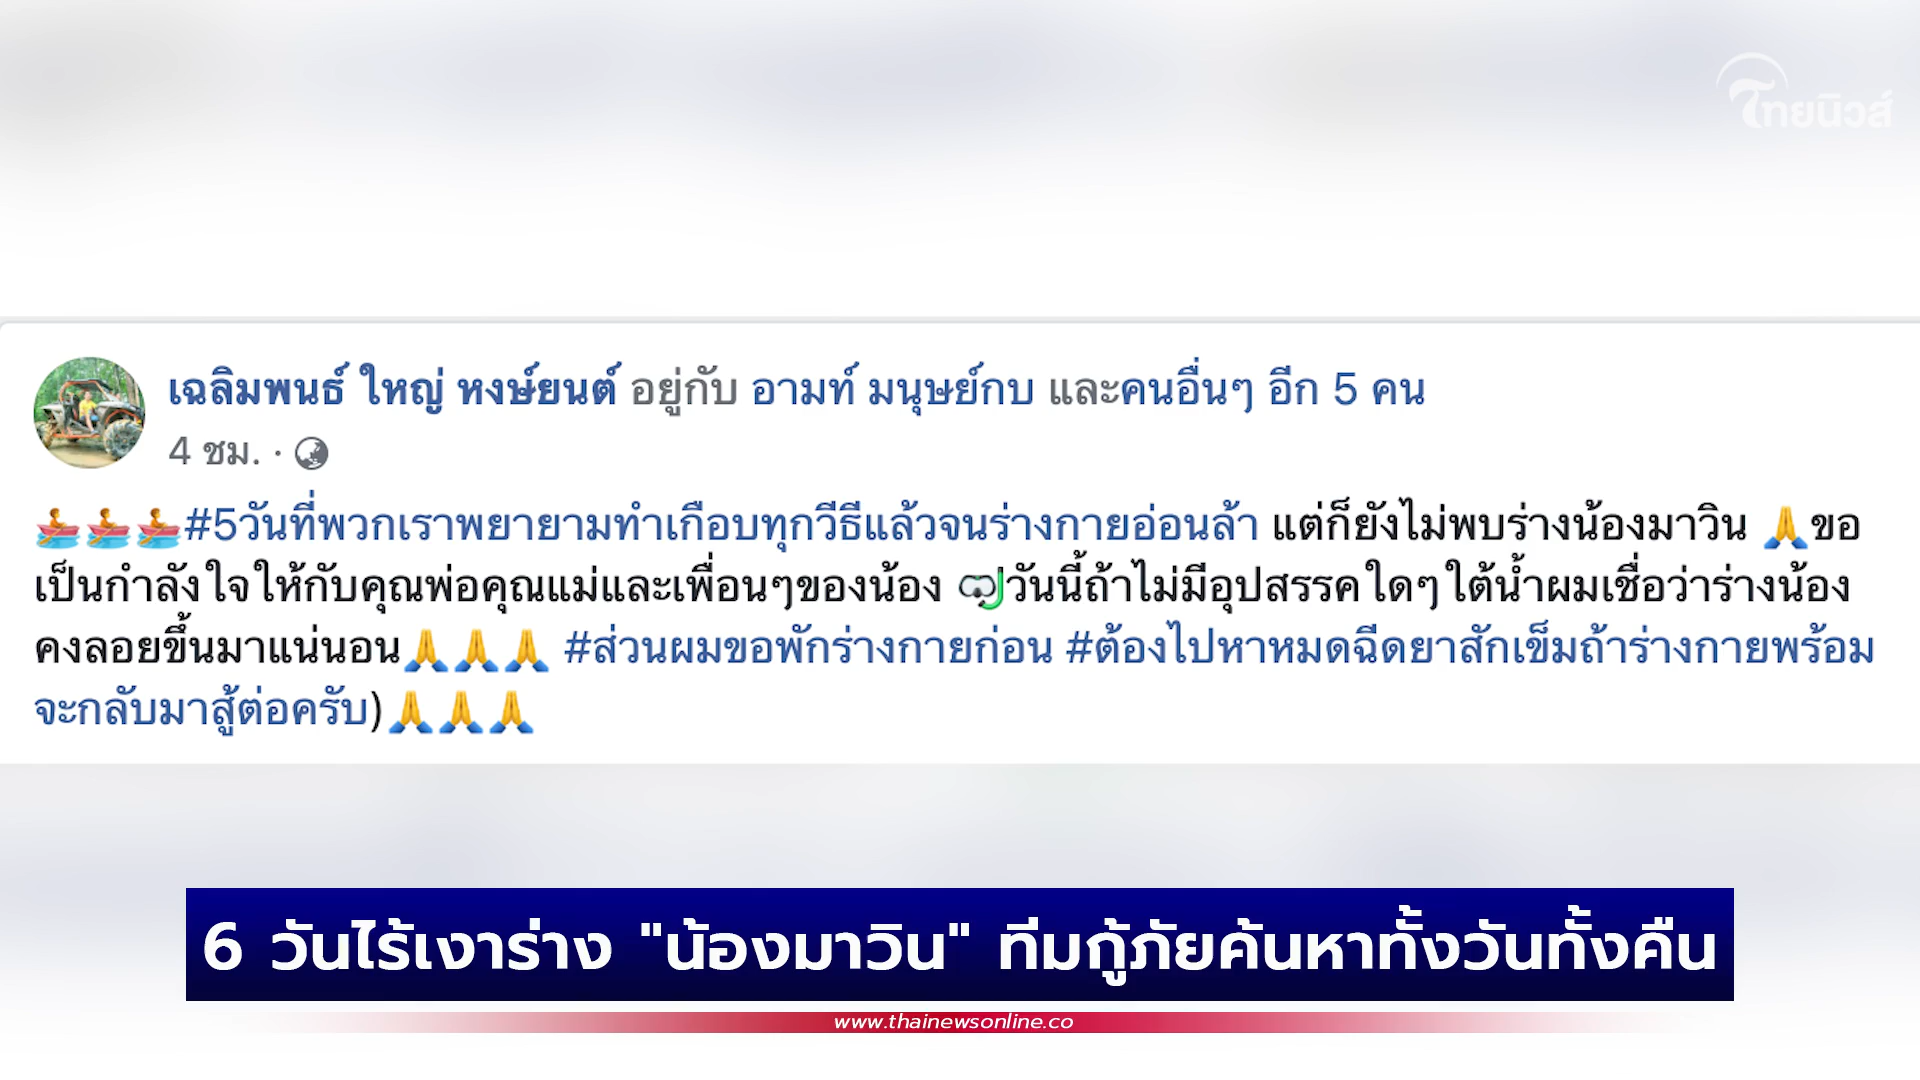 ไทยนิวส์
เฉลิมพนธ์ ใหญ่ หงษ์ยนต์ อยู่กับ อามท์ มนุษย์กบ และคนอื่นๆ อีก 5 คน
4 ชม. ·
🚣🚣🚣#5วันที่พวกเราพยายามทำเกือบทุกวีธีแล้วจนร่างกายอ่อนล้า แต่ก็ยังไม่พบร่างน้องมาวิน 🙏ขอ
เป็นกำลังใจให้กับคุณพ่อคุณแม่และเพื่อนๆของน้อง 🤿วันนี้ถ้าไม่มีอุปสรรคใดๆใต้น้ำผมเชื่อว่าร่างน้อง
คงลอยขึ้นมาแน่นอน🙏🙏🙏 #ส่วนผมขอพักร่างกายก่อน #ต้องไปหาหมดฉีดยาสักเข็มถ้าร่างกายพร้อม
จะกลับมาสู้ต่อครับ)🙏🙏🙏
6 วันไร้เงาร่าง "น้องมาวิน" ทีมกู้ภัยค้นหาทั้งวันทั้งคืน
www.thainewsonline.co